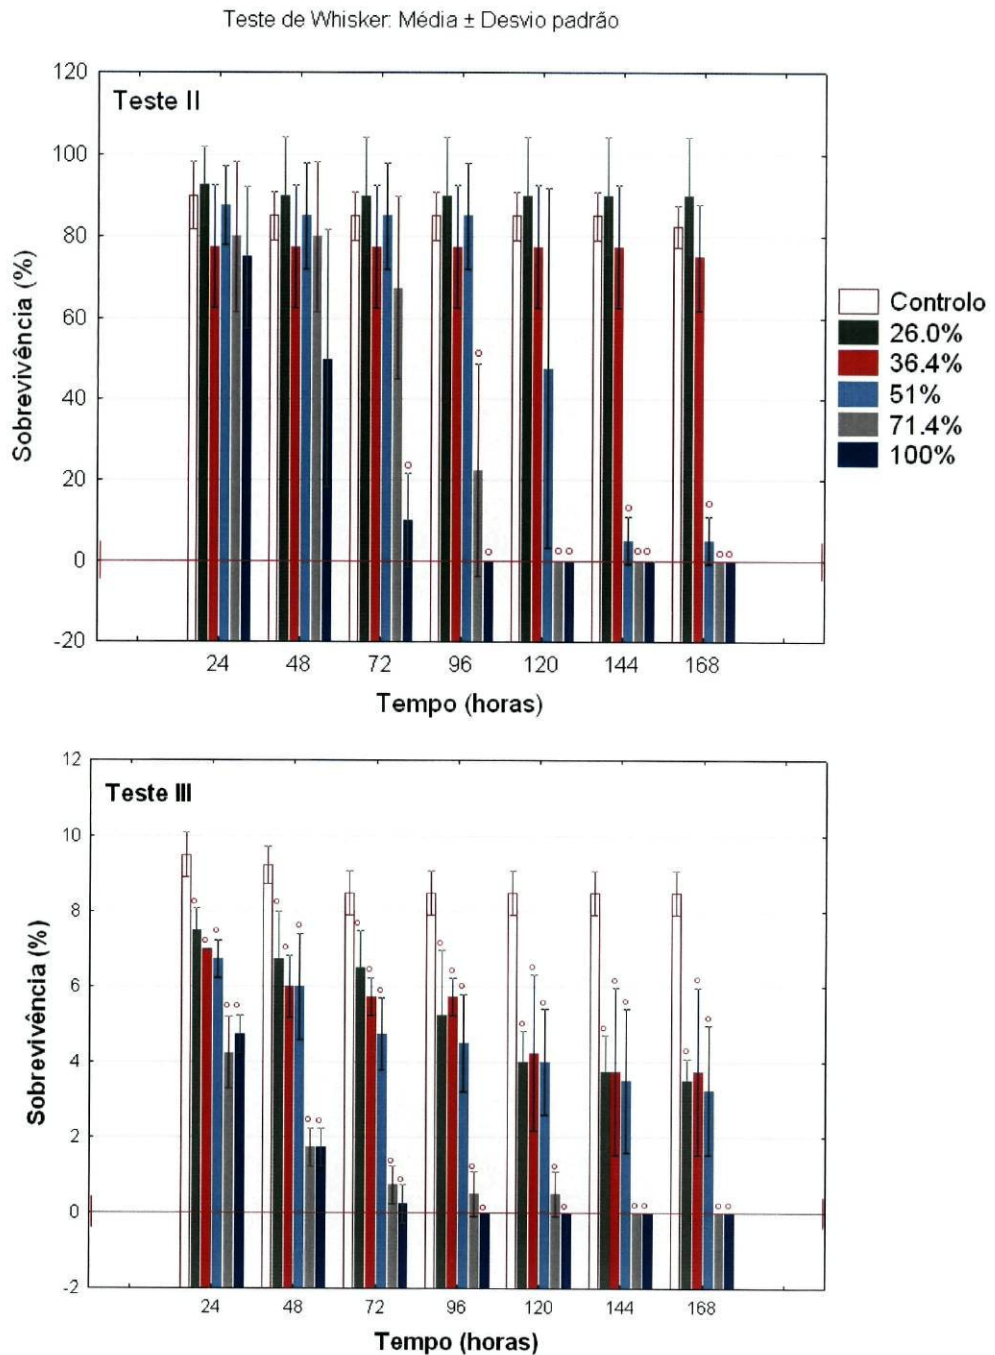 Teste de Whisker: Média ± Desvio padrão
120
Teste II
100
80
60
40
20
0
-20
Sobrevivência (%)
24 48 72 96 120 144 168
Tempo (horas)
Controlo
26.0%
36.4%
51%
71.4%
100%
12
Teste III
10
8
6
4
2
0
-2
Sobrevivência (%)
24 48 72 96 120 144 168
Tempo (horas)